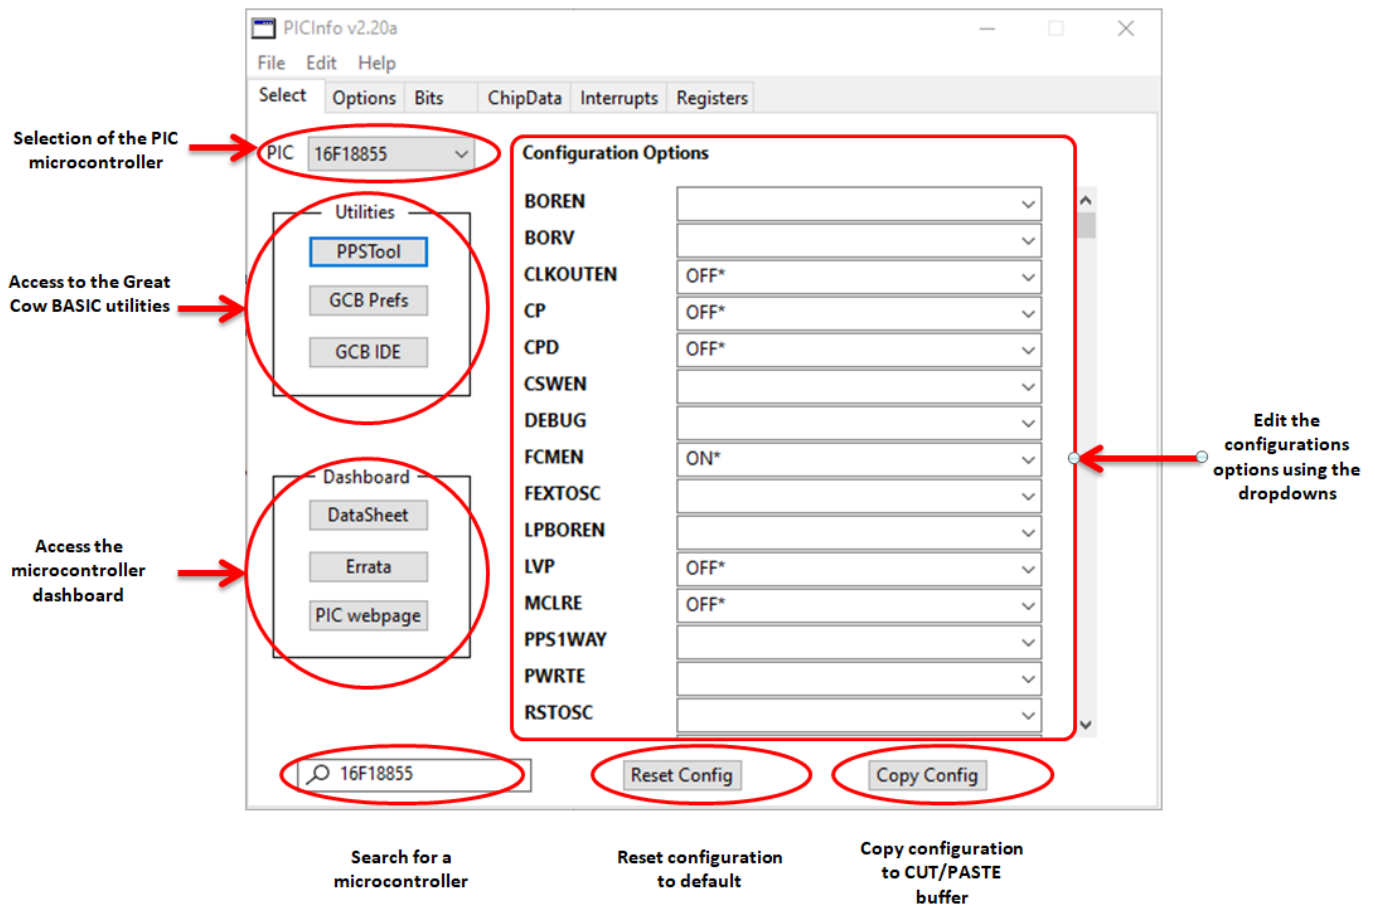 PICInfo v2.20a
File Edit Help
Select Options Bits ChipData Interrupts Registers
Selection of the PIC
microcontroller
PIC 16F18855
Utilities
PPSTool
GCB Prefs
GCB IDE
Access to the Great
Cow BASIC utilities
Dashboard
DataSheet
Errata
PIC webpage
Access the
microcontroller
dashboard
Configuration Options
BOREN
BORV
CLKOUTEN OFF*
CP OFF*
CPD OFF*
CSWEN
DEBUG
FCMEN ON*
FEXTOSC
LPBOREN
LVP OFF*
MCLRE OFF*
PPS1WAY
PWRTE
RSTOSC
Edit the
configurations
options using the
dropdowns
16F18855
Reset Config
Copy Config
Search for a
microcontroller
Reset configuration
to default
Copy configuration
to CUT/PASTE
buffer